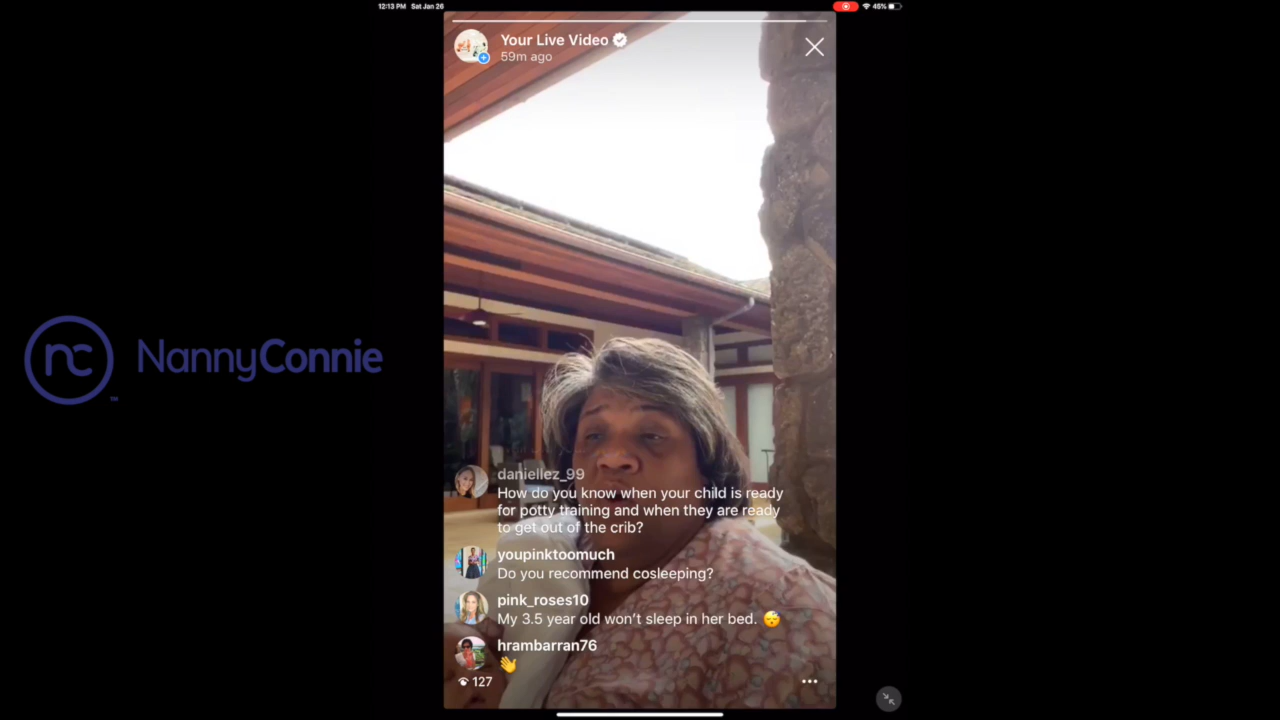 12:13 PM Sat Jan 26
45%
Your Live Video
59m ago
nc
NannyConnie
TM
daniellez_99
How do you know when your child is ready
for potty training and when they are ready
to get out of the crib?
youpinktoomuch
Do you recommend cosleeping?
pink_roses10
My 3.5 year old won't sleep in her bed. 😴
hrambarran76
👋
127